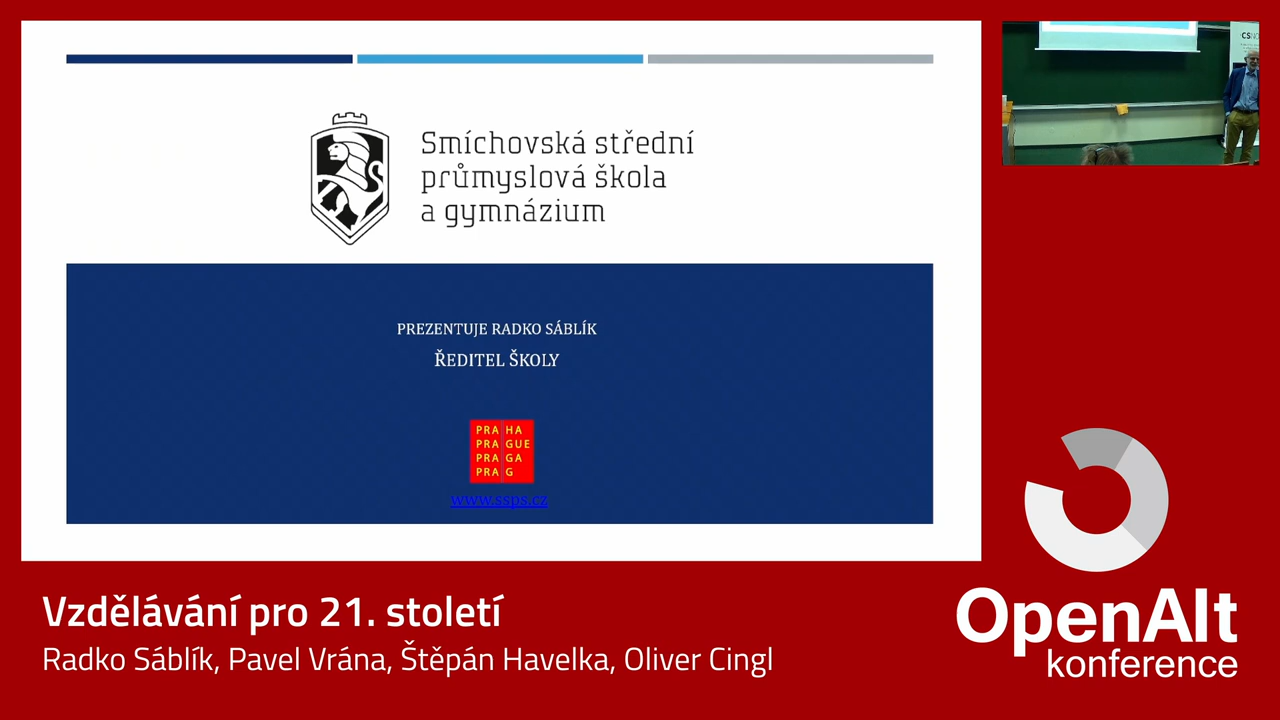 Smíchovská střední
průmyslová škola
a gymnázium
PREZENTUJE RADKO SÁBLÍK
ŘEDITEL ŠKOLY
PRA HA
PRA GUE
PRA GA
PRA G
www.ssps.cz
Vzdělávání pro 21. století
Radko Sáblík, Pavel Vrána, Štěpán Havelka, Oliver Cingl
OpenAlt
konference